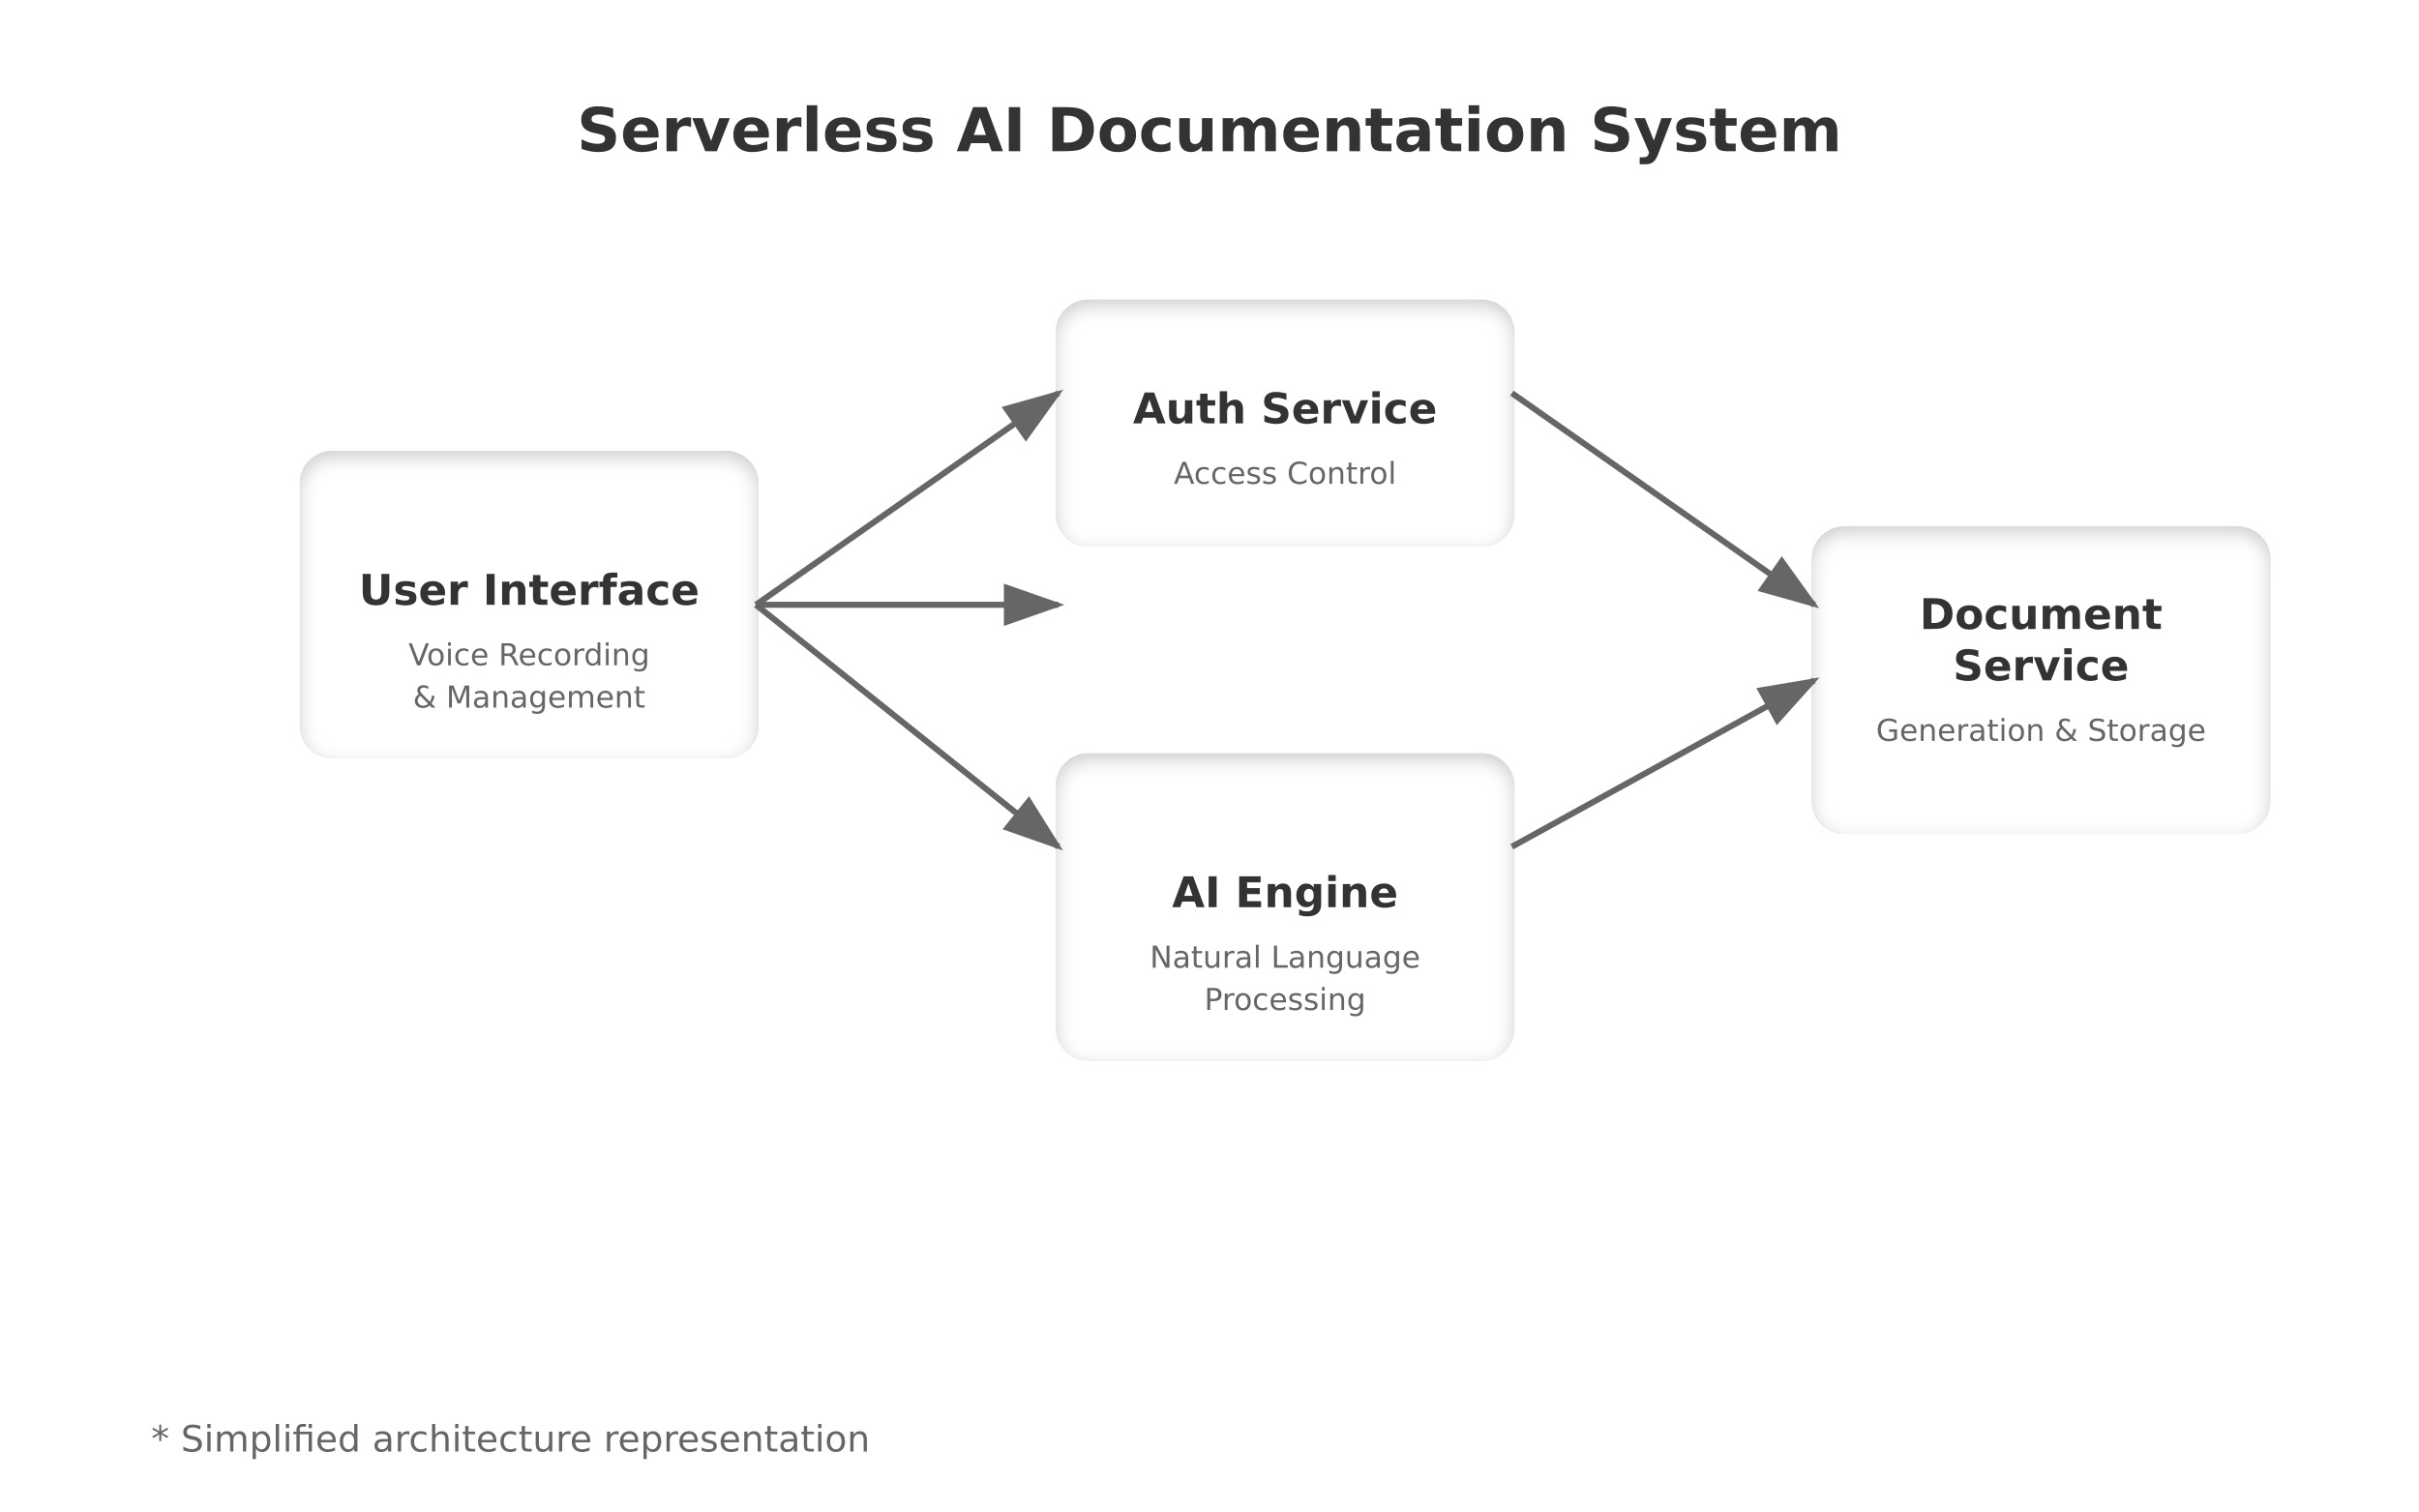 Serverless AI Documentation System
Auth Service
Access Control
User Interface
Voice Recording
& Management
Document
Service
Generation & Storage
AI Engine
Natural Language
Processing
* Simplified architecture representation